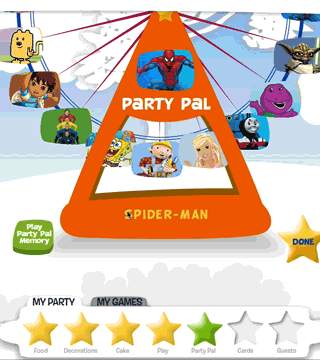 PARTY PAL
SPIDER-MAN
Play
Party Pal
Memory
DONE
MY PARTY
MY GAMES
Food
Decorations
Cake
Play
Party Pal
Cards
Guests